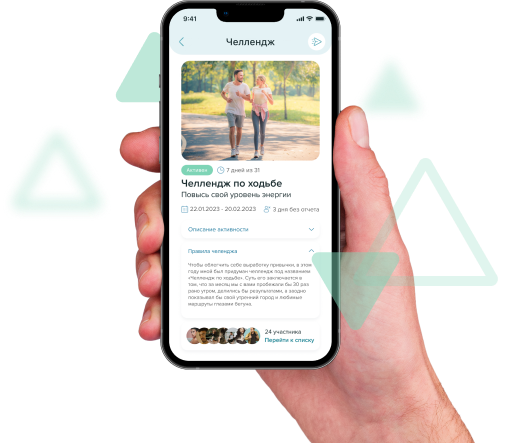 9:41
Челлендж
Активен
7 дней из 31
Челлендж по ходьбе
Повысь свой уровень энергии
22.01.2023 - 20.02.2023
3 дня без отчета
Описание активности
Правила челенджа
Чтобы облегчить себе выработку привычки, в этом
году мной был придуман челлендж под названием
«Челлендж по ходьбе». Суть его заключается в
том, что за месяц мы с вами пробежали бы 30 раз
рано утром, делились бы результатами, а заодно
показывал бы свой утренний город и любимые
маршруты глазами бегуна.
24 участника
Перейти к списку